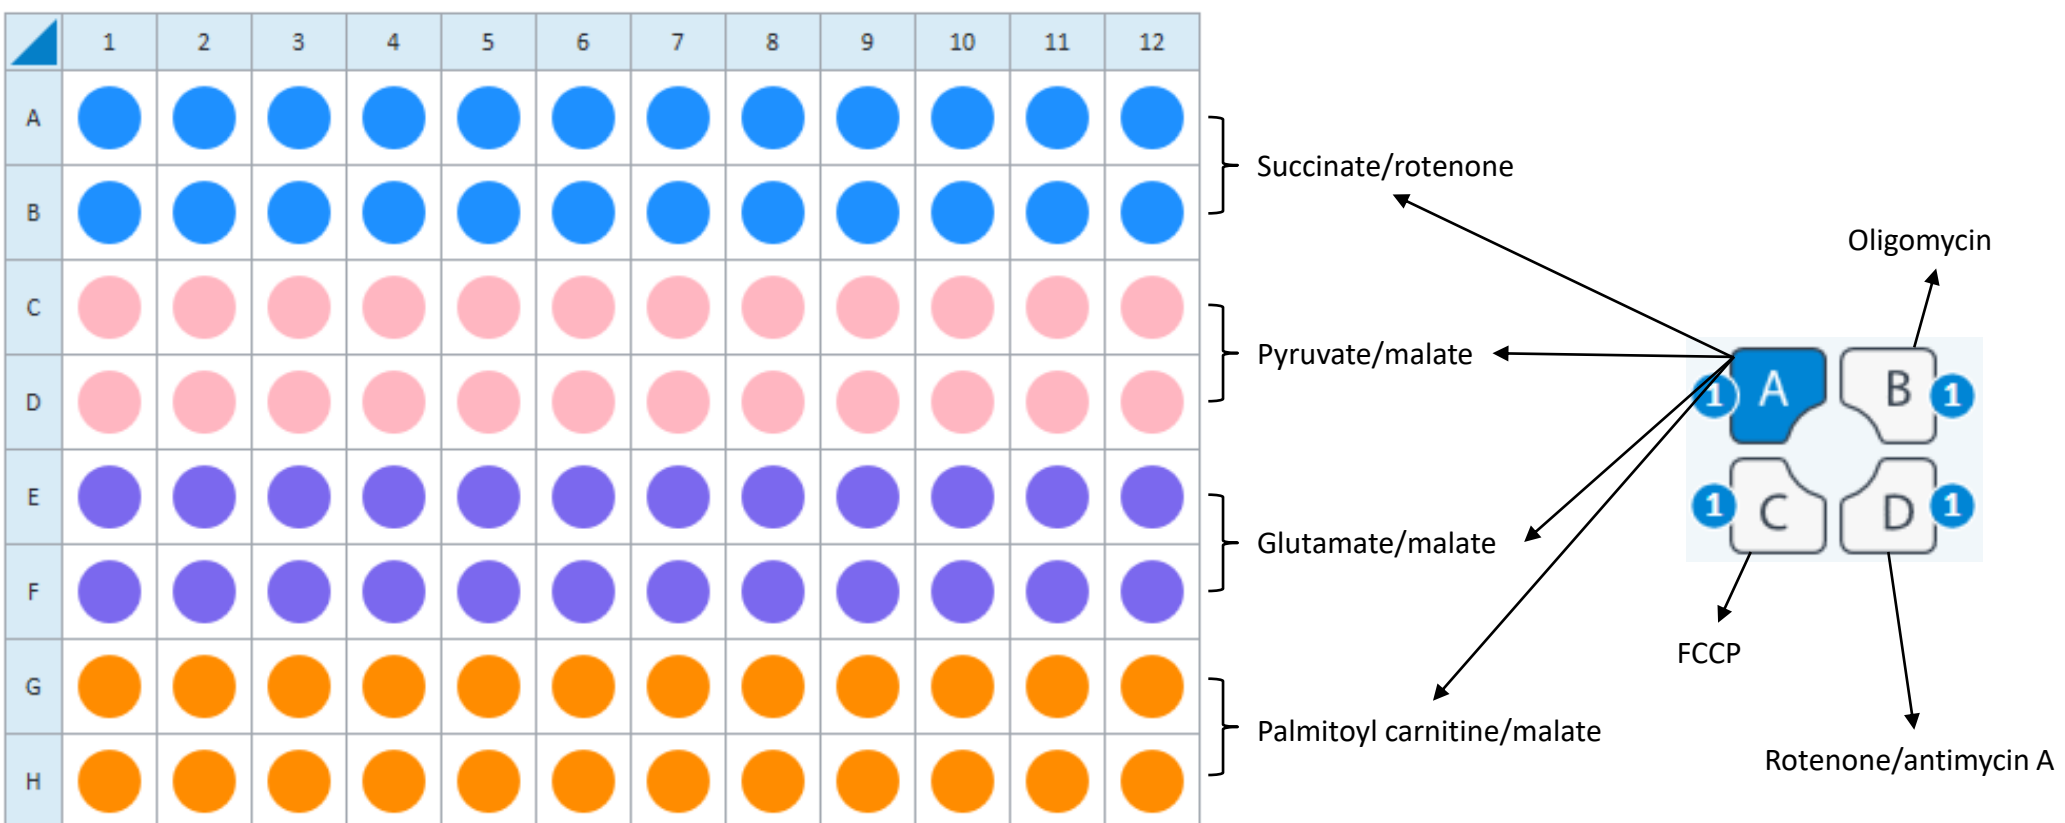 1 2 3 4 5 6 7 8 9 10 11 12
A
B
C
D
E
F
G
H
Succinate/rotenone
Pyruvate/malate
Glutamate/malate
Palmitoyl carnitine/malate
Oligomycin
1 A B 1
1 C D 1
FCCP
Rotenone/antimycin A